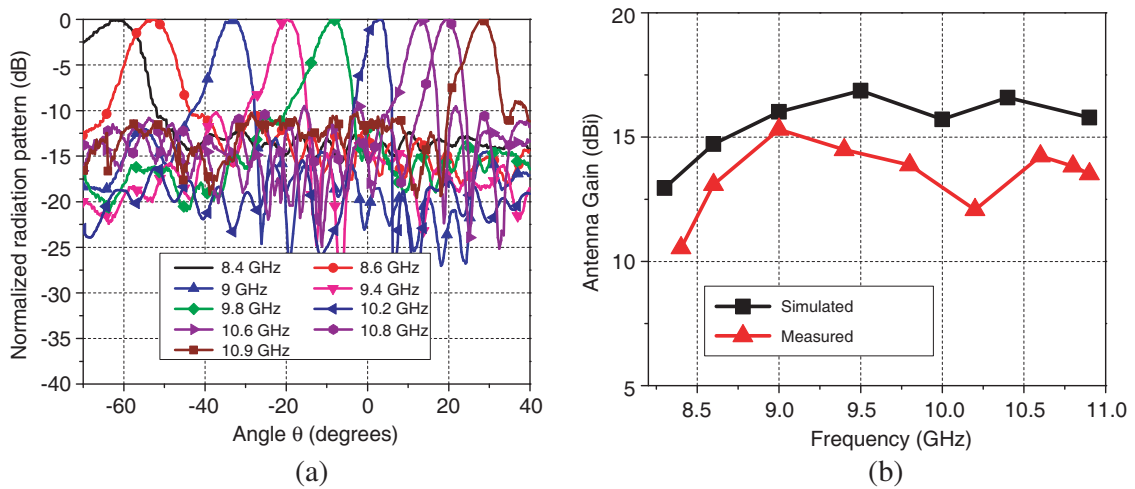 0
-5
-10
-15
-20
-25
-30
-35
-40
Normalized radiation pattern (dB)
8.4 GHz
8.6 GHz
9 GHz
9.4 GHz
9.8 GHz
10.2 GHz
10.6 GHz
10.8 GHz
10.9 GHz
-60 -40 -20 0 20 40
Angle θ (degrees)
(a)
20
15
10
5
Antenna Gain (dBi)
Simulated
Measured
8.5 9.0 9.5 10.0 10.5 11.0
Frequency (GHz)
(b)